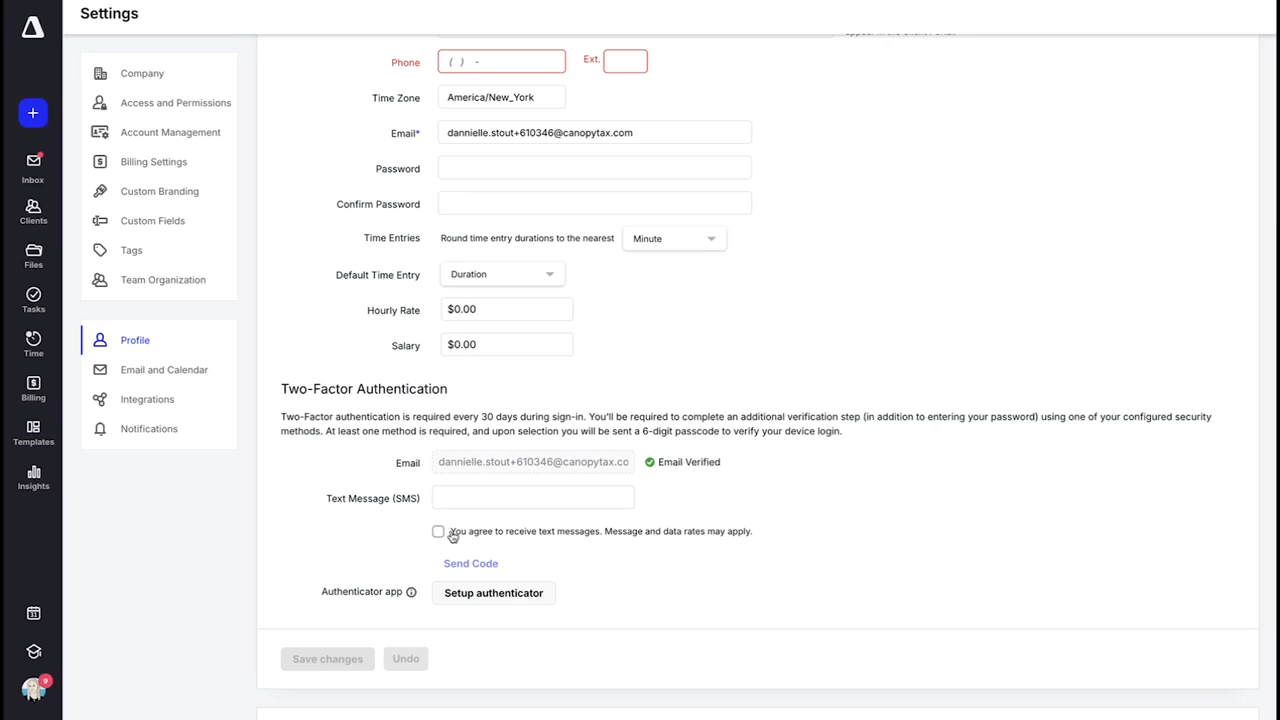 Settings
Inbox
Clients
Files
Tasks
Time
Billing
Templates
Insights
31
9
Company
Access and Permissions
Account Management
Billing Settings
Custom Branding
Custom Fields
Tags
Team Organization
Profile
Email and Calendar
Integrations
Notifications
Phone ( ) - Ext.
Time Zone America/New_York
Email* dannielle.stout+610346@canopytax.com
Password
Confirm Password
Time Entries Round time entry durations to the nearest Minute
Default Time Entry Duration
Hourly Rate $0.00
Salary $0.00
Two-Factor Authentication
Two-Factor authentication is required every 30 days during sign-in. You'll be required to complete an additional verification step (in addition to entering your password) using one of your configured security
methods. At least one method is required, and upon selection you will be sent a 6-digit passcode to verify your device login.
Email dannielle.stout+610346@canopytax.co Email Verified
Text Message (SMS)
You agree to receive text messages. Message and data rates may apply.
Send Code
Authenticator app Setup authenticator
Save changes Undo